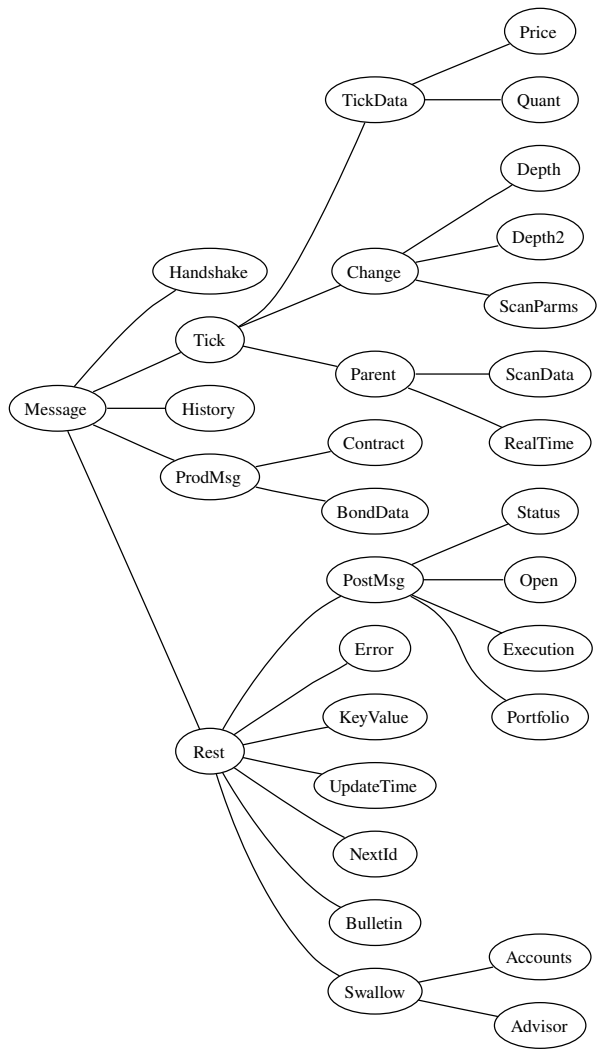 Price
TickData
Quant
Depth
Depth2
Handshake
Change
ScanParms
Tick
Parent
ScanData
Message
History
RealTime
Contract
ProdMsg
BondData
Status
PostMsg
Open
Error
Execution
KeyValue
Portfolio
Rest
UpdateTime
NextId
Bulletin
Accounts
Swallow
Advisor